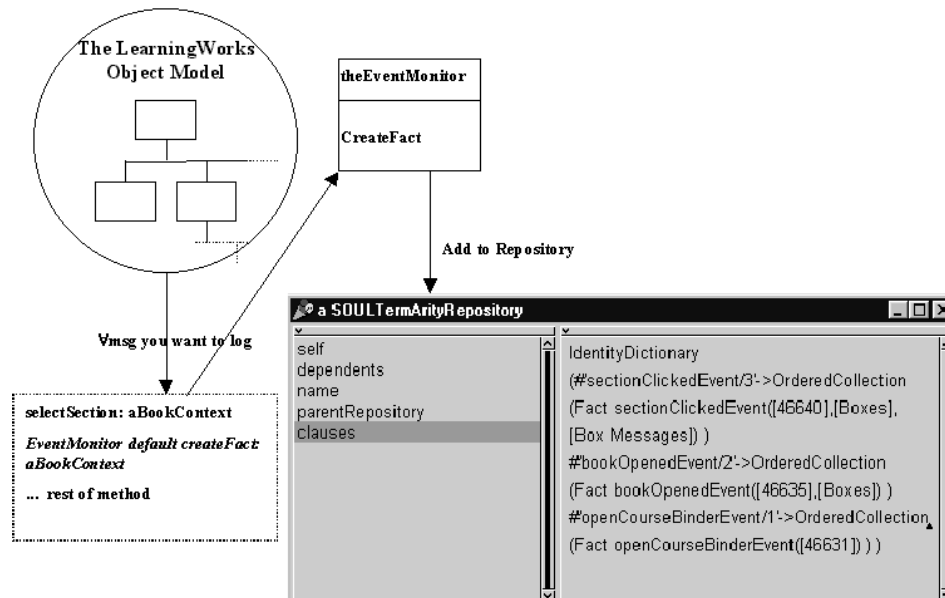 The LearningWorks
Object Model
theEventMonitor
CreateFact
Add to Repository
∀msg you want to log
selectSection: aBookContext
EventMonitor default createFact:
aBookContext
... rest of method
a SOULTermArityRepository
self
dependents
name
parentRepository
clauses
IdentityDictionary
(#'sectionClickedEvent/3'->OrderedCollection
(Fact sectionClickedEvent([46640],[Boxes],
[Box Messages]) )
#'bookOpenedEvent/2'->OrderedCollection
(Fact bookOpenedEvent([46635],[Boxes]) )
#'openCourseBinderEvent/1'->OrderedCollection
(Fact openCourseBinderEvent([46631]) ) )